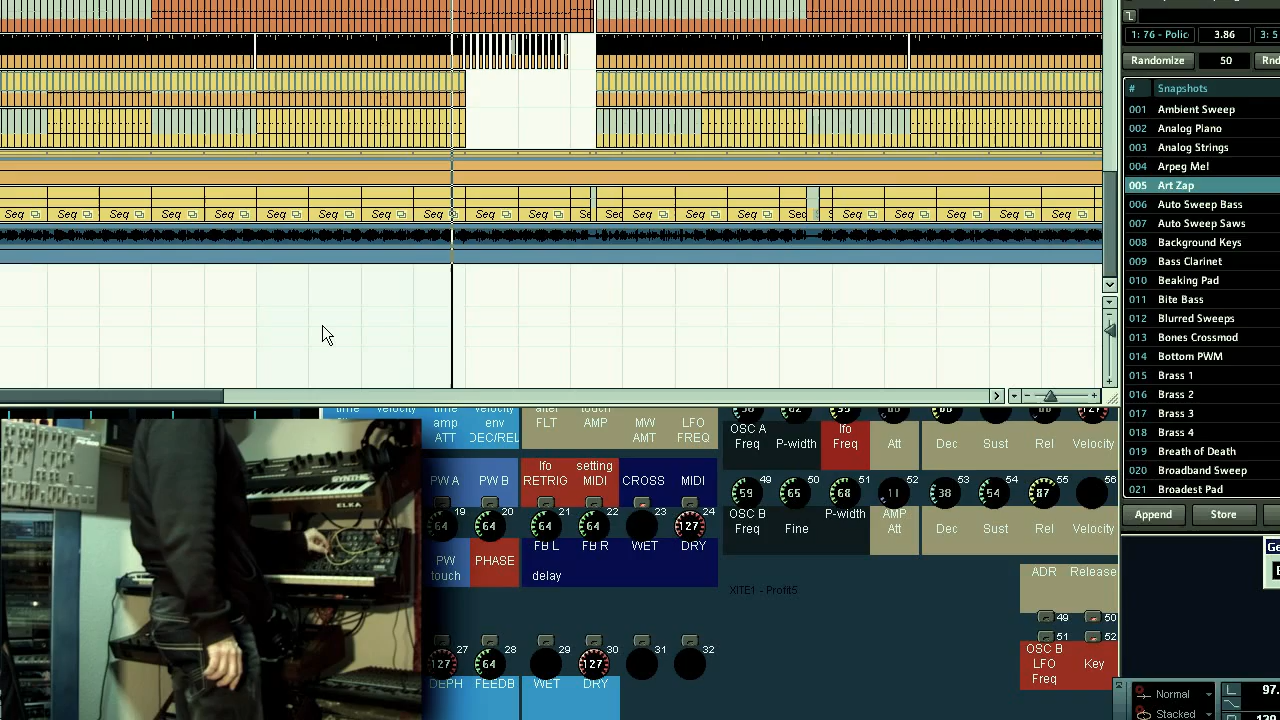 1: 76 - Polic 3.86 3: 5
Randomize 50 Rnd
# Snapshots
001 Ambient Sweep
002 Analog Piano
003 Analog Strings
004 Arpeg Me!
005 Art Zap
006 Auto Sweep Bass
007 Auto Sweep Saws
008 Background Keys
009 Bass Clarinet
010 Beaking Pad
011 Bite Bass
012 Blurred Sweeps
013 Bones Crossmod
014 Bottom PWM
015 Brass 1
016 Brass 2
017 Brass 3
018 Brass 4
019 Breath of Death
020 Broadband Sweep
021 Broadest Pad
Append Store
Seq Seq Seq Seq Seq Seq Seq Seq Seq Seq Seq Se Seq Seq Seq Seq Sec Seq Seq Seq Seq Seq
time velocity time velocity after touch
amp env FLT AMP MW LFO
ATT DEC/REL AMT FREQ
OSC A lfo
Freq P-width Freq Att Dec Sust Rel Velocity
lfo setting
PW A PW B RETRIG MIDI CROSS MIDI
19 20 21 22 23 24
64 64 64 64 127
49 50 51 52 53 54 55 56
59 65 68 11 38 54 87
OSC B P-width AMP
Freq Fine Att Dec Sust Rel Velocity
PW PHASE FB L FB R WET DRY
touch delay
ELKA
XITE1 - Profit5
ADR Release
49 50
51 52
OSC B
LFO Key
Freq
27 28 29 30 31 32
127 64 127
DEPH FEEDB WET DRY
Normal 97.
Stacked